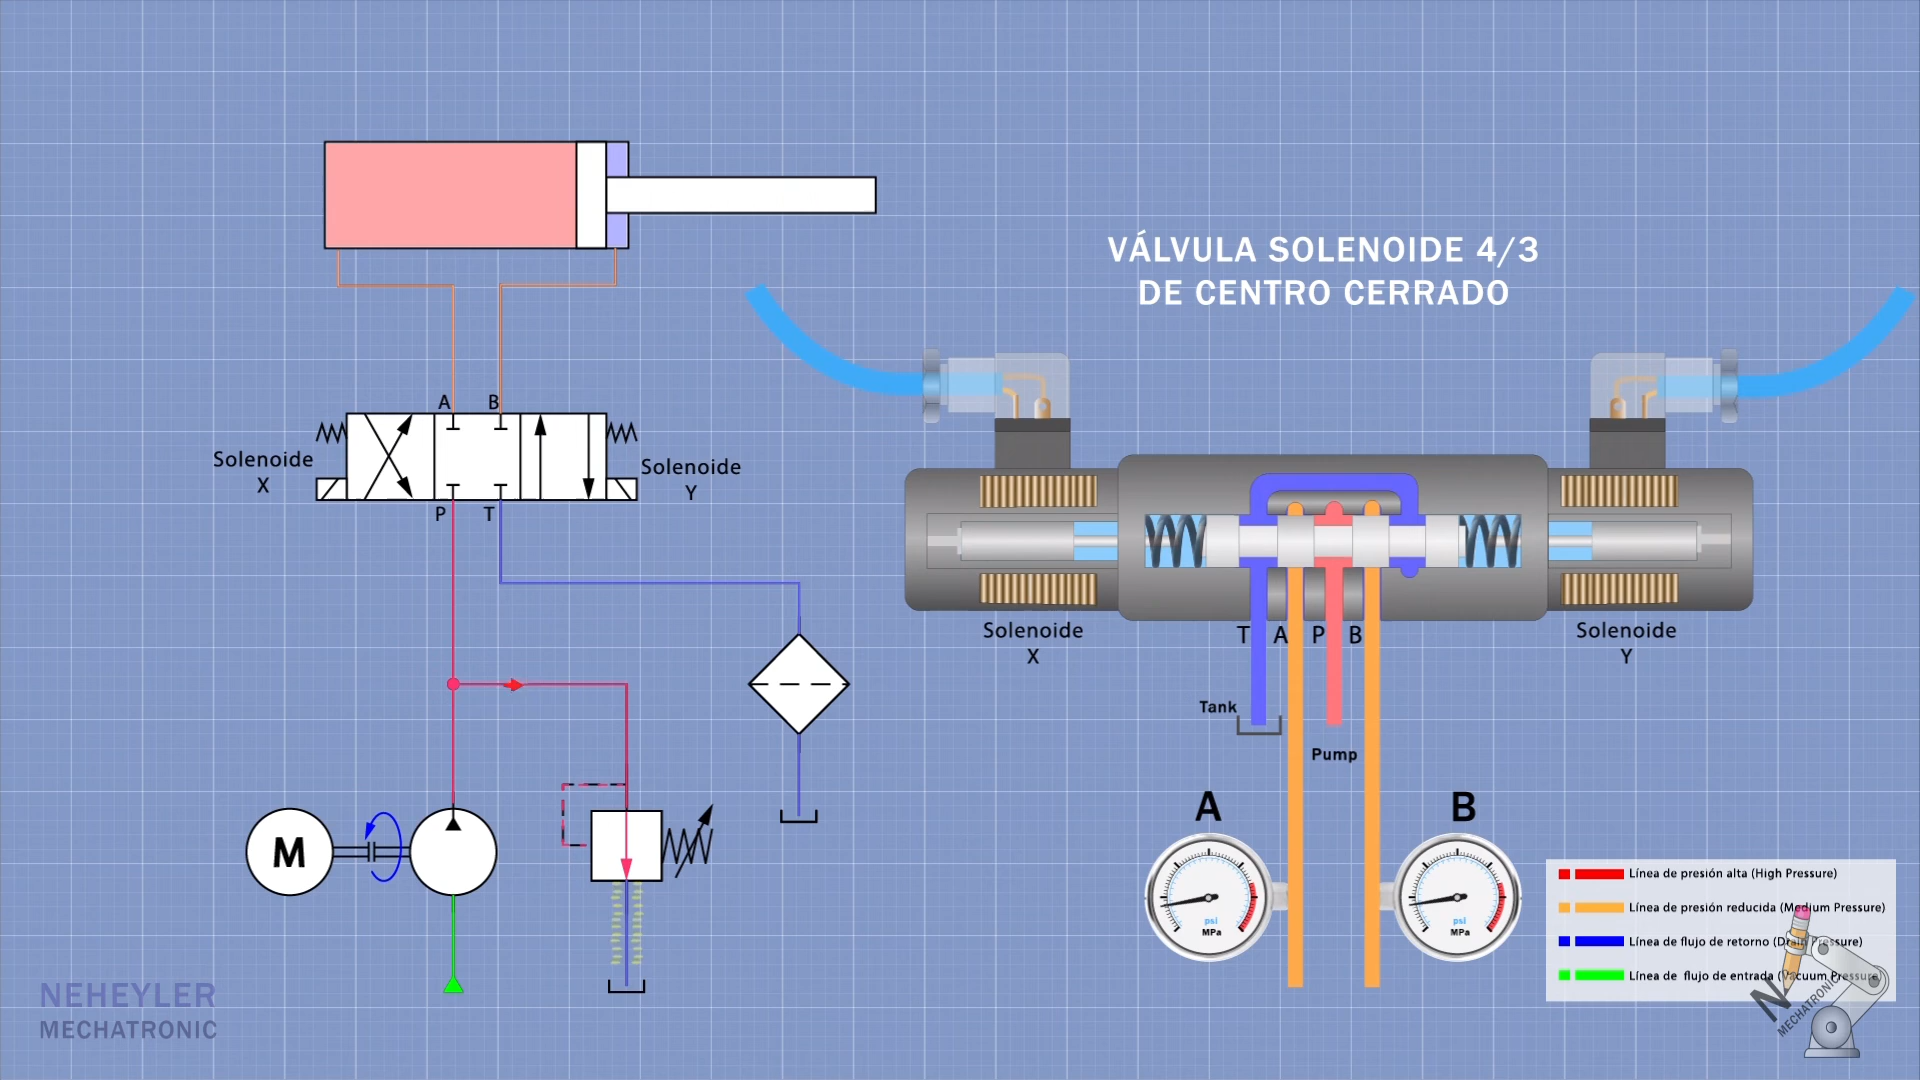 VÁLVULA SOLENOIDE 4/3
DE CENTRO CERRADO
A B
Solenoide
X
Solenoide
Y
P T
M
Solenoide
X
Solenoide
Y
T A P B
Tank
Pump
A
B
psi
MPa
psi
MPa
Línea de presión alta (High Pressure)
Línea de presión reducida (Medium Pressure)
Línea de flujo de retorno (Drain Pressure)
Línea de flujo de entrada (Vacuum Pressure)
NEHEYLER
MECHATRONIC
N
MECHATRONIC